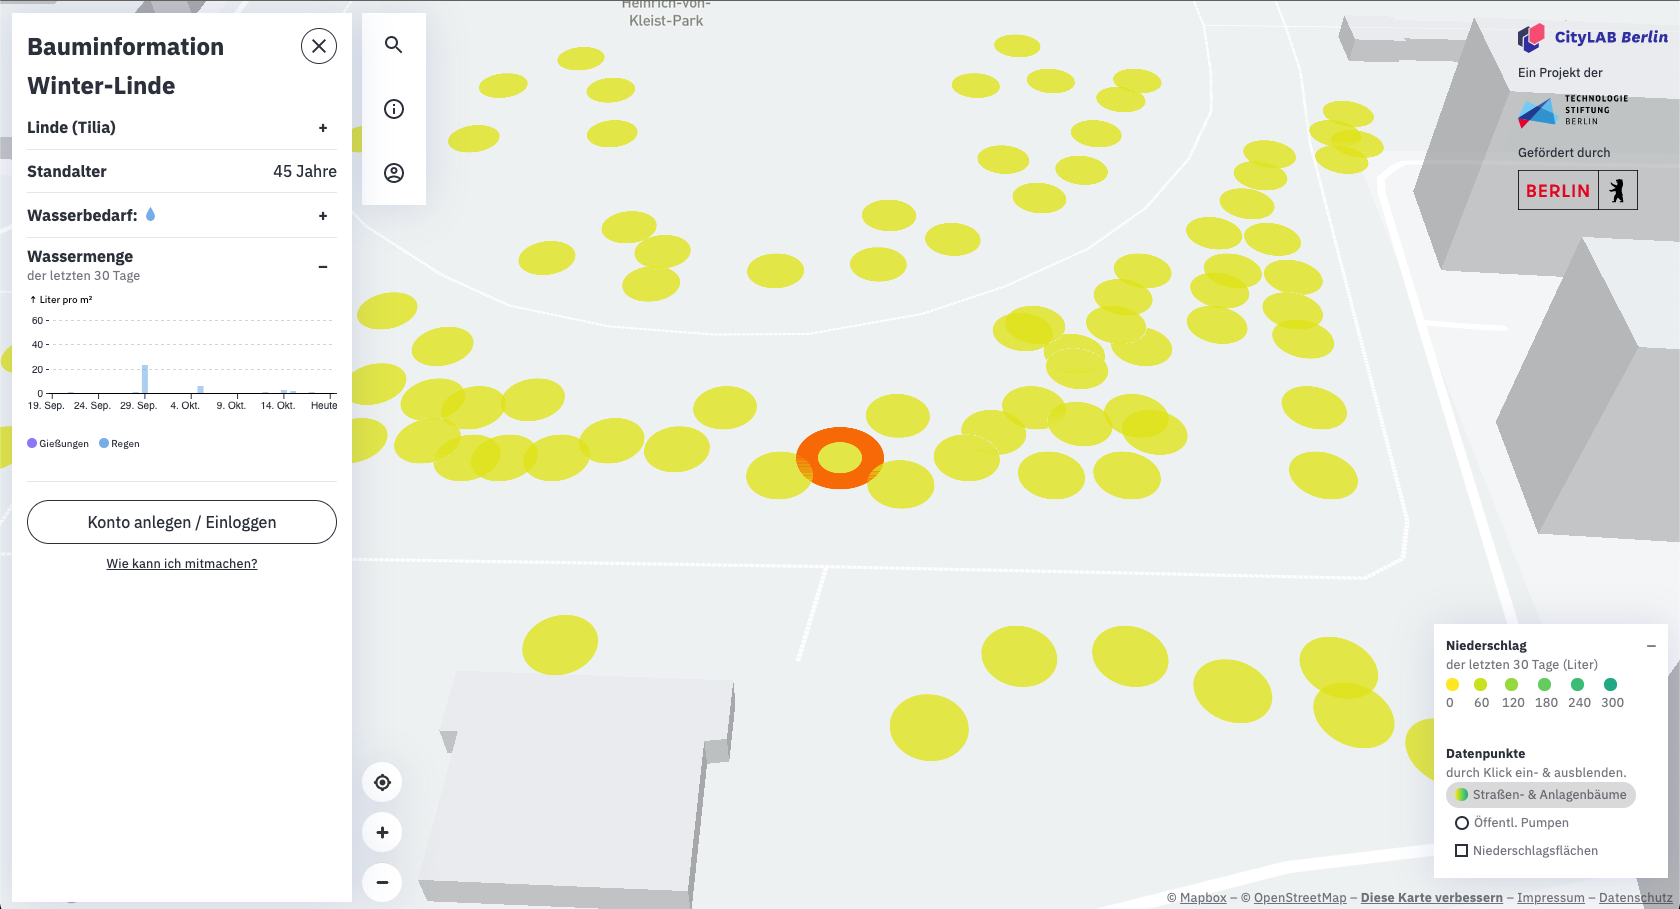 Bauminformation
Winter-Linde
Linde (Tilia) +
Standalter 45 Jahre
Wasserbedarf: +
Wassermenge
der letzten 30 Tage
↑ Liter pro m²
60
40
20
0
19. Sep. 24. Sep. 29. Sep. 4. Okt. 9. Okt. 14. Okt. Heute
Gießungen Regen
Konto anlegen / Einloggen
Wie kann ich mitmachen?
Heinrich-von-
Kleist-Park
CityLAB Berlin
Ein Projekt der
TECHNOLOGIE
STIFTUNG
BERLIN
Gefördert durch
BERLIN
Niederschlag
der letzten 30 Tage (Liter)
0 60 120 180 240 300
Datenpunkte
durch Klick ein- & ausblenden.
Straßen- & Anlagenbäume
Öffentl. Pumpen
Niederschlagsflächen
© Mapbox – © OpenStreetMap – Diese Karte verbessern – Impressum – Datenschutz